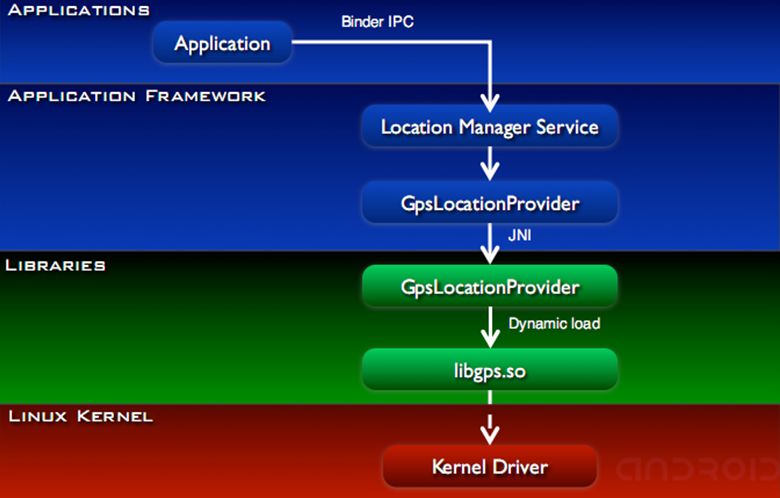 APPLICATIONS
Binder IPC
Application
APPLICATION FRAMEWORK
Location Manager Service
GpsLocationProvider
JNI
LIBRARIES
GpsLocationProvider
Dynamic load
libgps.so
LINUX KERNEL
Kernel Driver
ANDROID